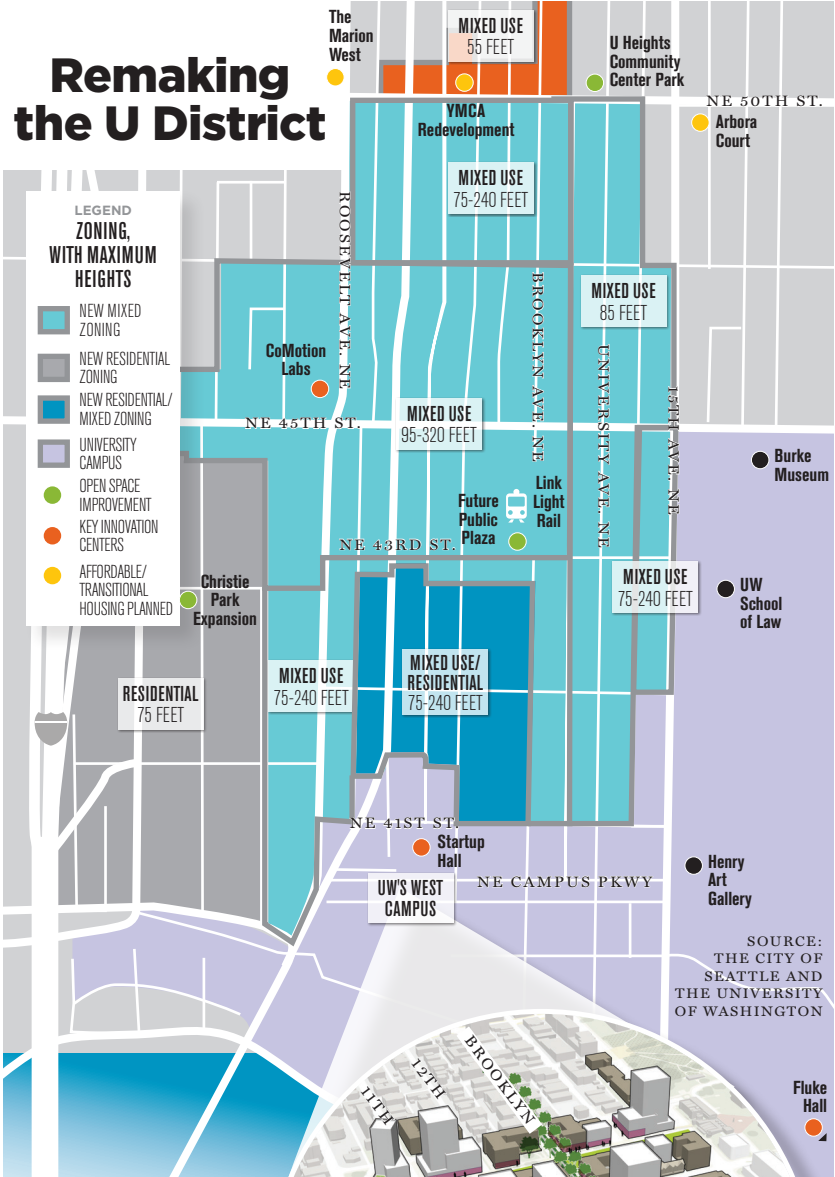 Remaking
the U District
The
Marion
West
MIXED USE
55 FEET
U Heights
Community
Center Park
NE 50TH ST.
YMCA
Redevelopment
Arbora
Court
MIXED USE
75-240 FEET
LEGEND
ZONING,
WITH MAXIMUM
HEIGHTS
NEW MIXED
ZONING
NEW RESIDENTIAL
ZONING
NEW RESIDENTIAL/
MIXED ZONING
UNIVERSITY
CAMPUS
OPEN SPACE
IMPROVEMENT
KEY INNOVATION
CENTERS
AFFORDABLE/
TRANSITIONAL
HOUSING PLANNED
ROOSEVELT AVE. NE
BROOKLYN AVE. NE
UNIVERSITY AVE. NE
15TH AVE. NE
MIXED USE
85 FEET
CoMotion
Labs
NE 45TH ST.
MIXED USE
95-320 FEET
Burke
Museum
Future
Public
Plaza
Link
Light
Rail
NE 43RD ST.
Christie
Park
Expansion
MIXED USE
75-240 FEET
UW
School
of Law
RESIDENTIAL
75 FEET
MIXED USE
75-240 FEET
MIXED USE/
RESIDENTIAL
75-240 FEET
NE 41ST ST.
Startup
Hall
UW'S WEST
CAMPUS
NE CAMPUS PKWY
Henry
Art
Gallery
SOURCE:
THE CITY OF
SEATTLE AND
THE UNIVERSITY
OF WASHINGTON
11TH
12TH
BROOKLYN
Fluke
Hall